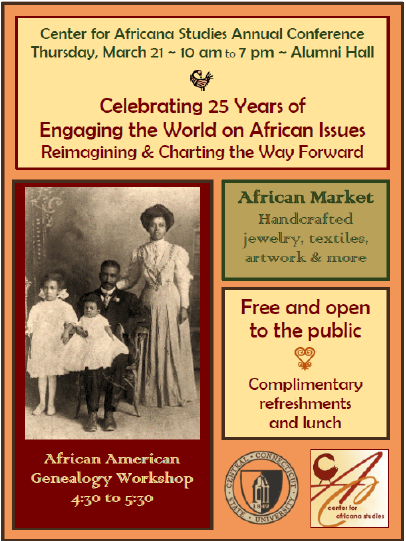 Center for Africana Studies Annual Conference
Thursday, March 21 ~ 10 am to 7 pm ~ Alumni Hall
Celebrating 25 Years of
Engaging the World on African Issues
Reimagining & Charting the Way Forward
African Market
Handcrafted
jewelry, textiles,
artwork & more
Free and open
to the public
Complimentary
refreshments
and lunch
African American
Genealogy Workshop
4:30 to 5:30
CENTRAL CONNECTICUT
STATE UNIVERSITY
center for
africana studies